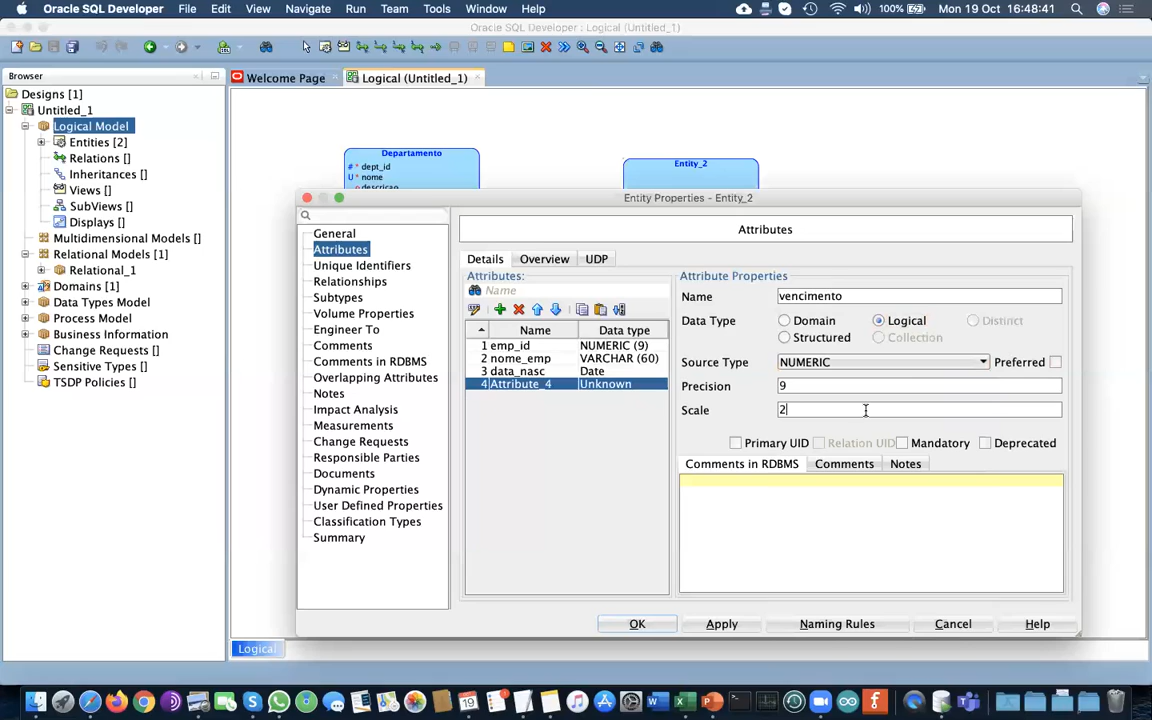 Oracle SQL Developer File Edit View Navigate Run Team Tools Window Help 100% Mon 19 Oct 16:48:41
Oracle SQL Developer : Logical (Untitled_1)
Browser
Welcome Page
Logical (Untitled_1)
Designs [1]
Untitled_1
Logical Model
Entities [2]
Relations []
Inheritances []
Views []
SubViews []
Displays []
Multidimensional Models []
Relational Models [1]
Relational_1
Domains [1]
Data Types Model
Process Model
Business Information
Change Requests []
Sensitive Types []
TSDP Policies []
Departamento
# * dept_id
U * nome
o descricao
Entity_2
Entity Properties - Entity_2
General
Attributes
Unique Identifiers
Relationships
Subtypes
Volume Properties
Engineer To
Comments
Comments in RDBMS
Overlapping Attributes
Notes
Impact Analysis
Measurements
Change Requests
Responsible Parties
Documents
Dynamic Properties
User Defined Properties
Classification Types
Summary
Attributes
Details Overview UDP
Attributes:
Name
Name Data type
1 emp_id NUMERIC (9)
2 nome_emp VARCHAR (60)
3 data_nasc Date
4 Attribute_4 Unknown
Attribute Properties
Name vencimento
Data Type Domain Logical Distinct
Structured Collection
Source Type NUMERIC Preferred
Precision 9
Scale 2
Primary UID Relation UID Mandatory Deprecated
Comments in RDBMS Comments Notes
OK Apply Naming Rules Cancel Help
Logical